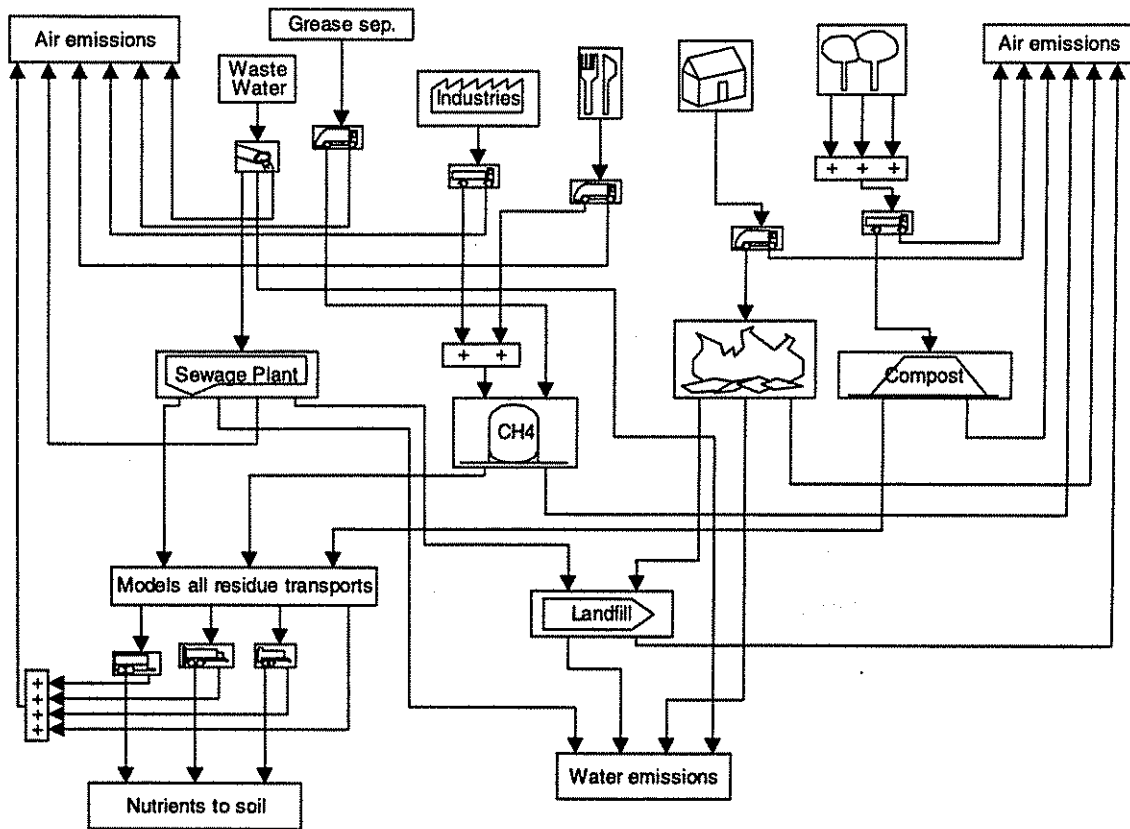 Grease sep.
Air emissions
Air emissions
Waste
Water
Industries
+ + +
+ +
Sewage Plant
Compost
CH4
Models all residue transports
Landfill
+
+
+
+
Water emissions
Nutrients to soil